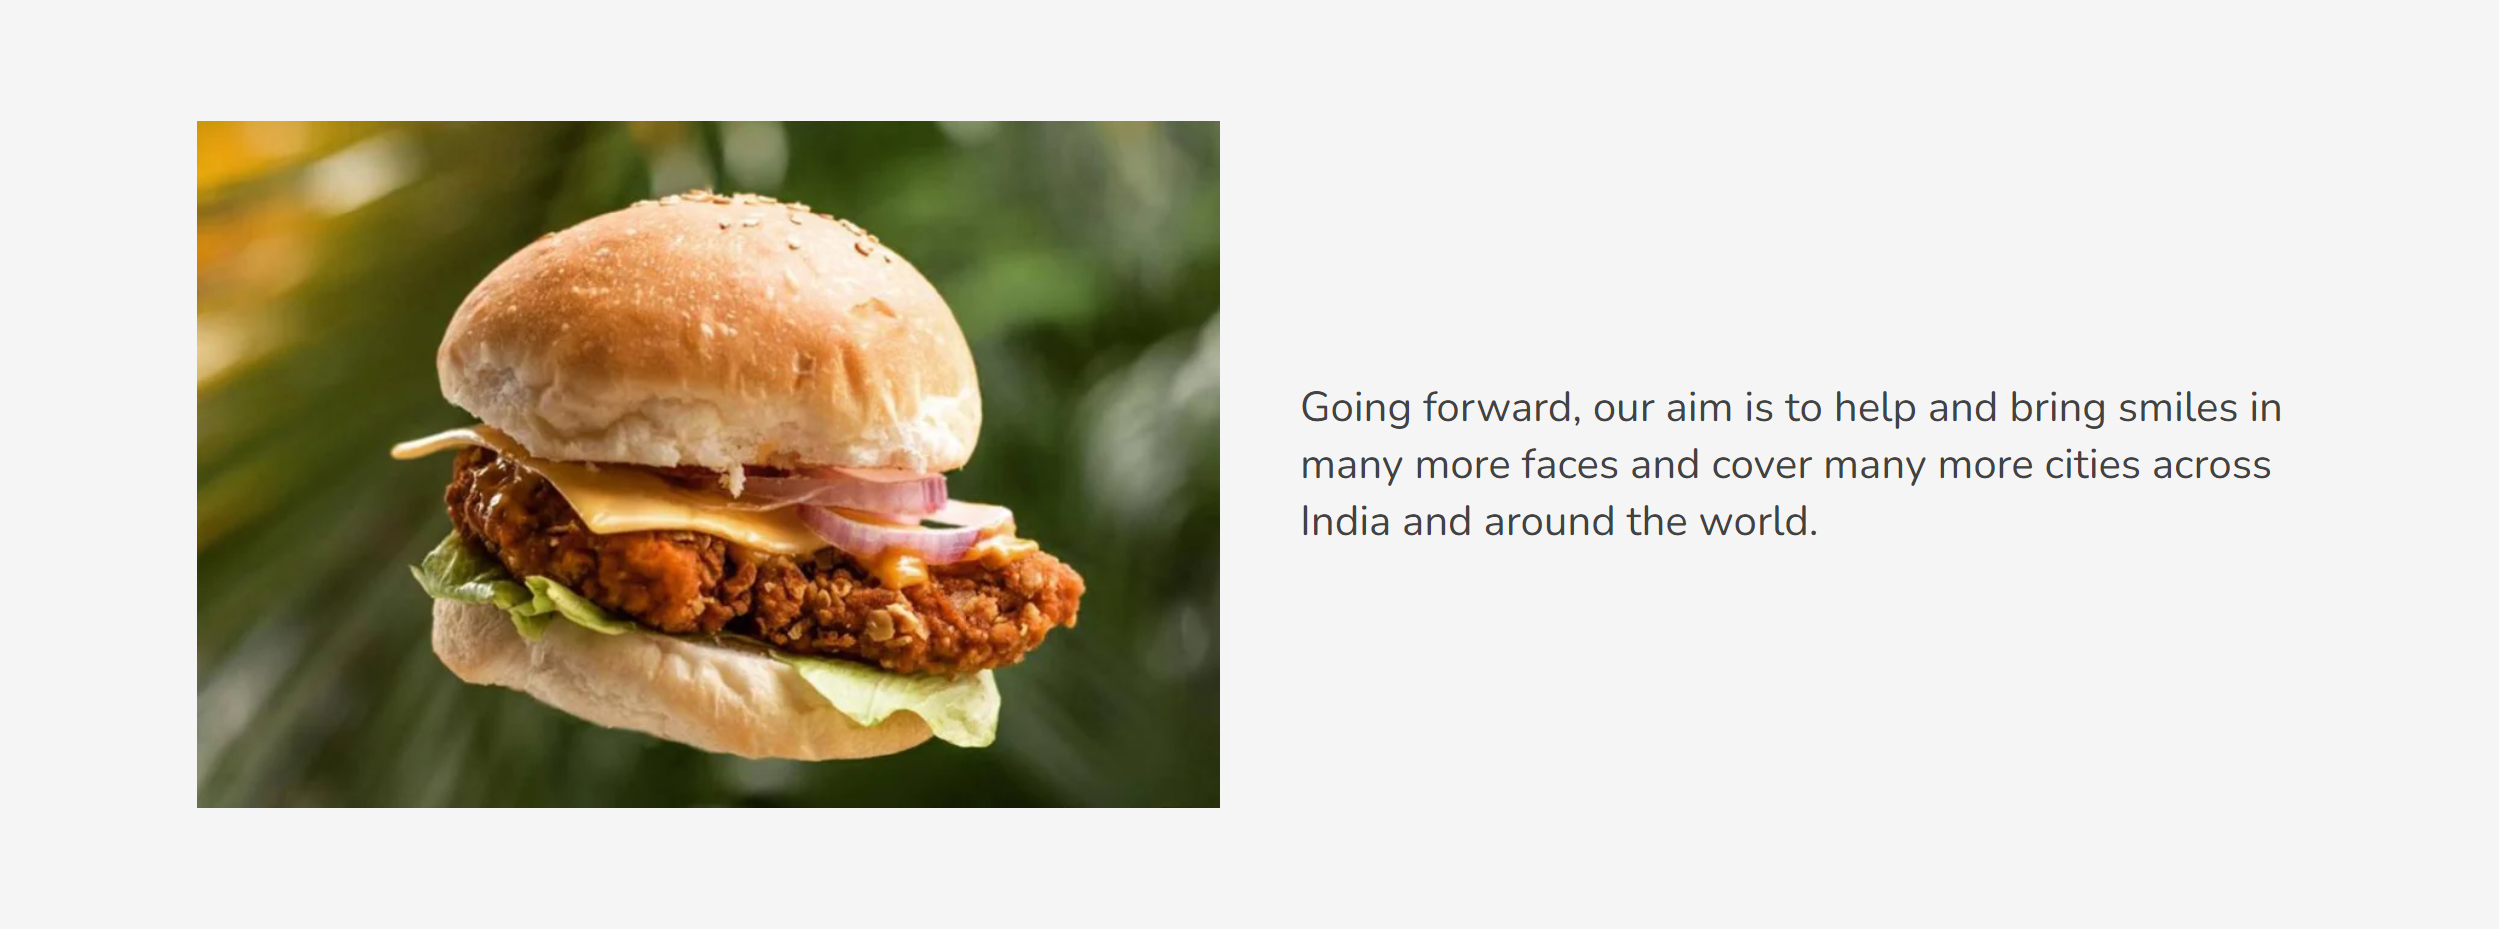 Going forward, our aim is to help and bring smiles in
many more faces and cover many more cities across
India and around the world.